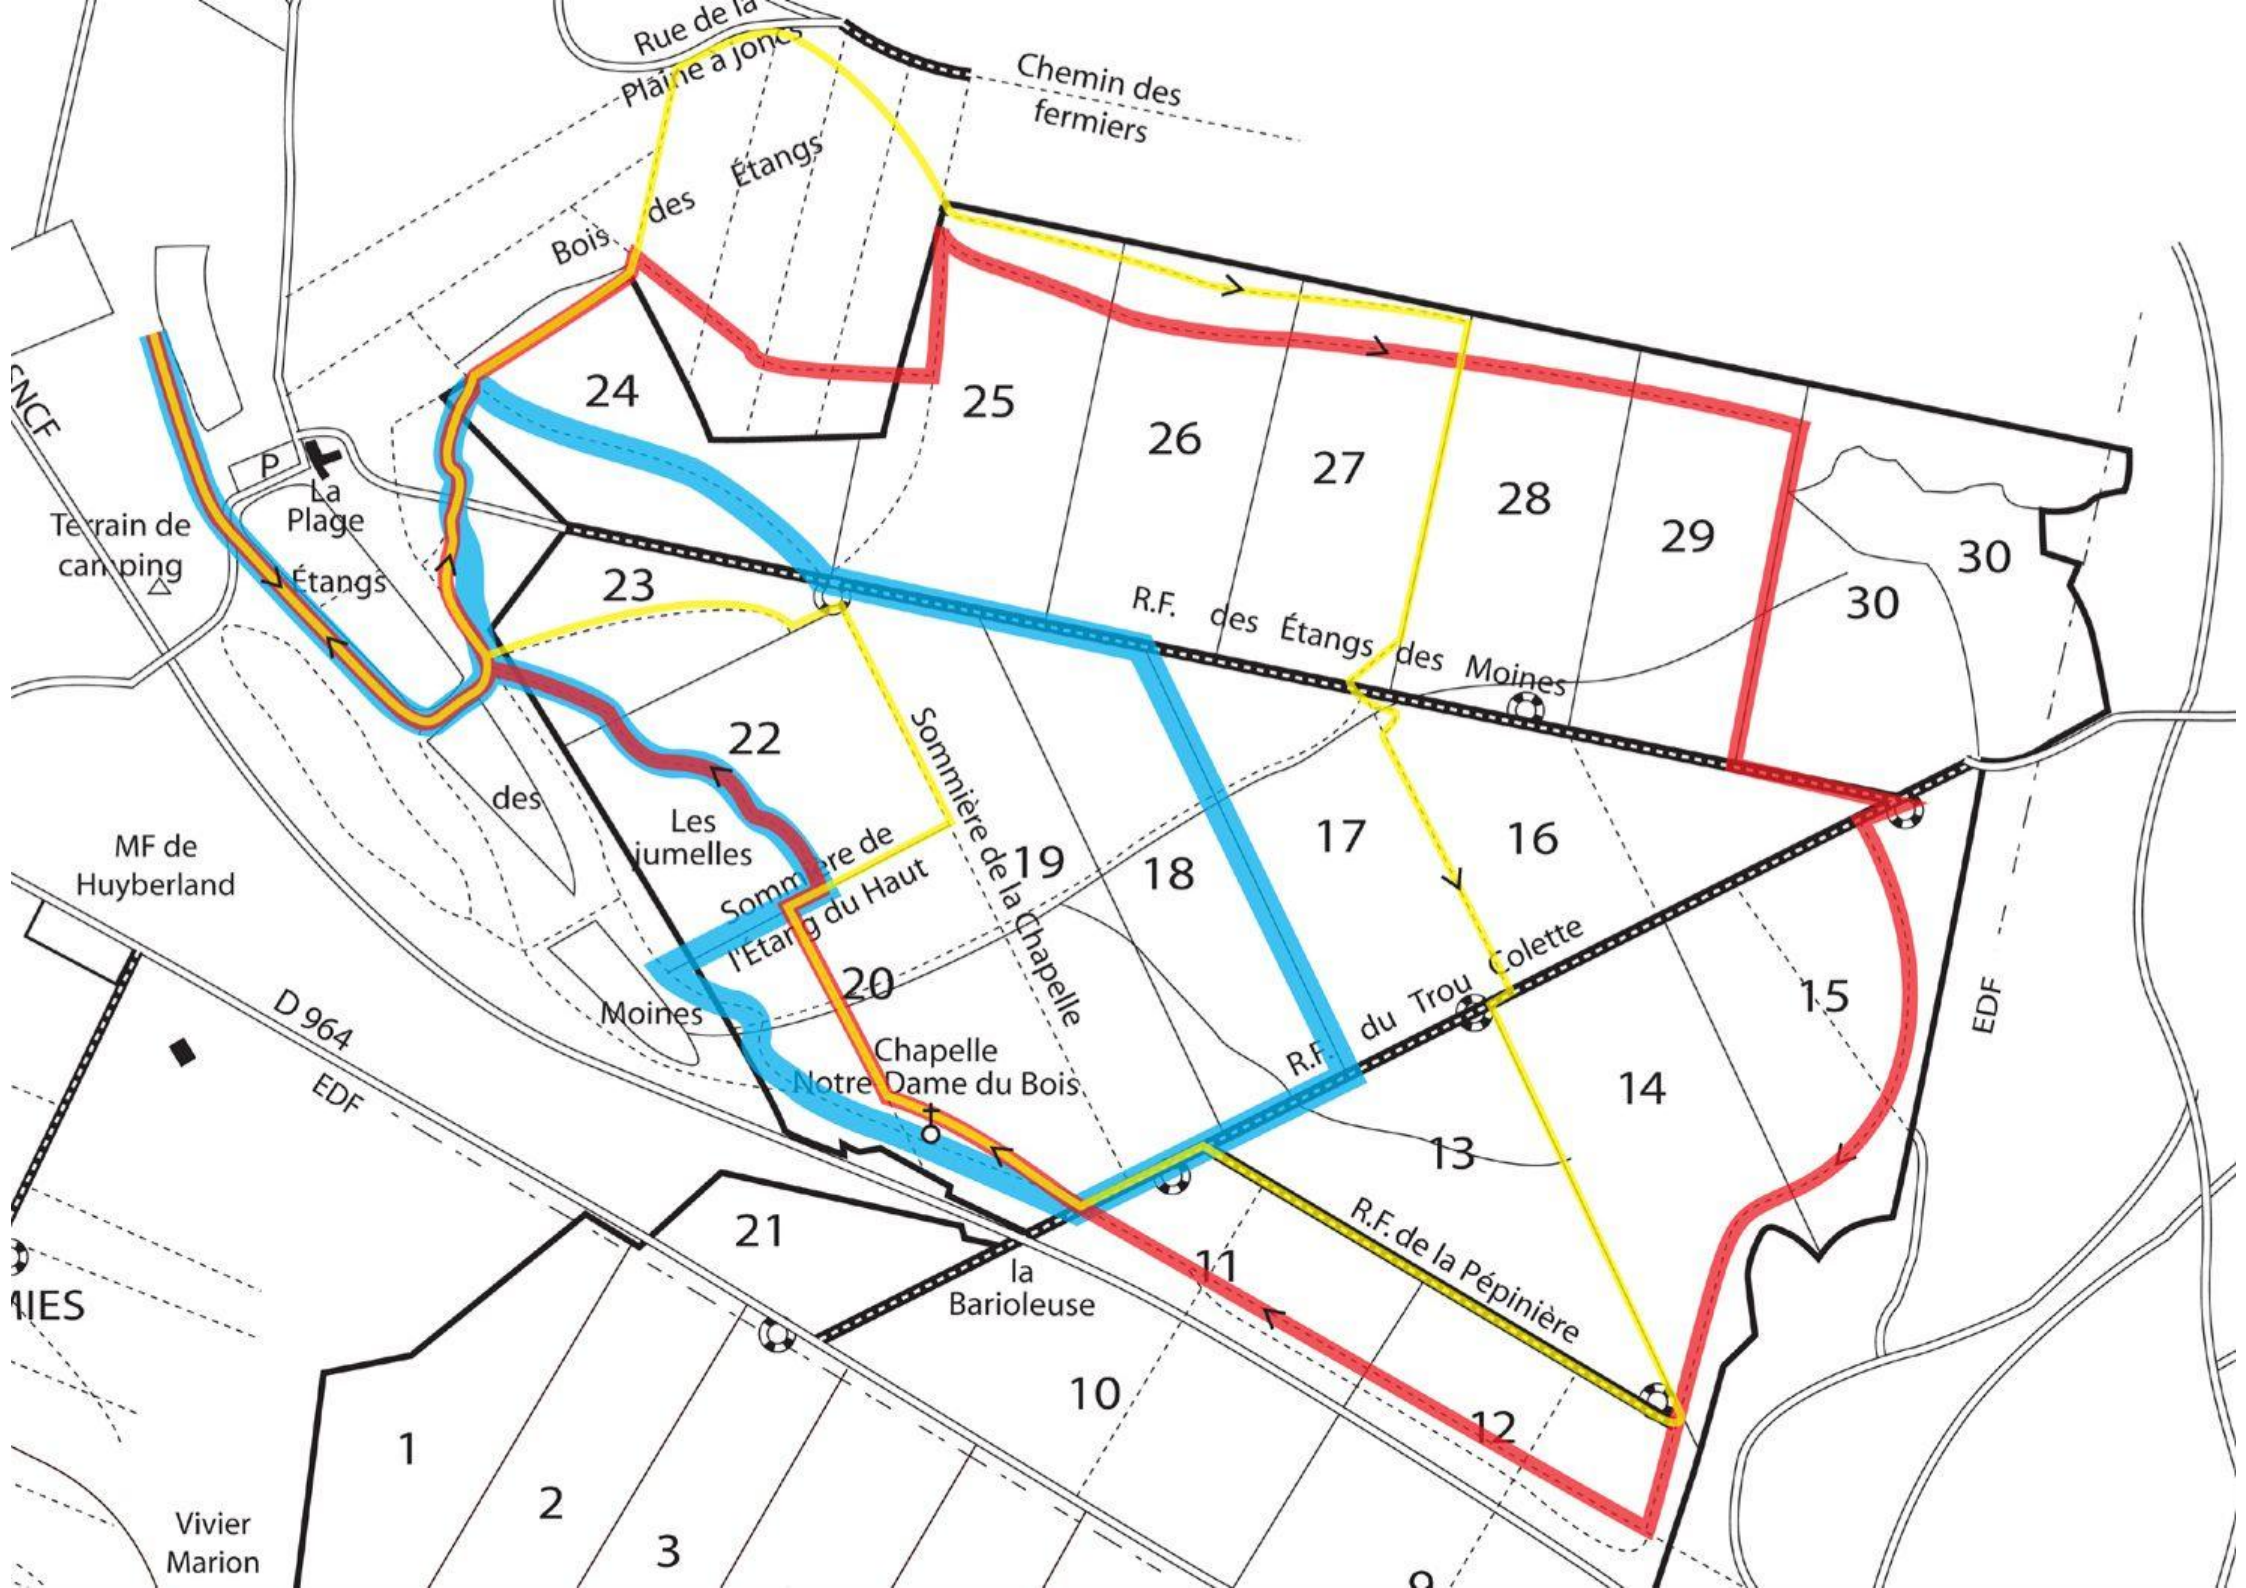 Rue de la
Plaine à joncs
Chemin des
fermiers
Bois des Étangs
SNCF
P
La
Plage
Terrain de
camping
Étangs
24
25
26
27
28
29
30
30
23
R.F. des Étangs des Moines
22
Les
jumelles
Sommière de la Chapelle
Sommière de
l'Étang du Haut
19
18
17
16
des
MF de
Huyberland
20
Moines
Chapelle
Notre Dame du Bois
R.F. du Trou Colette
15
EDF
14
13
D 964
EDF
21
11
R.F. de la Pépinière
la
Barioleuse
12
10
1
2
3
9
Vivier
Marion